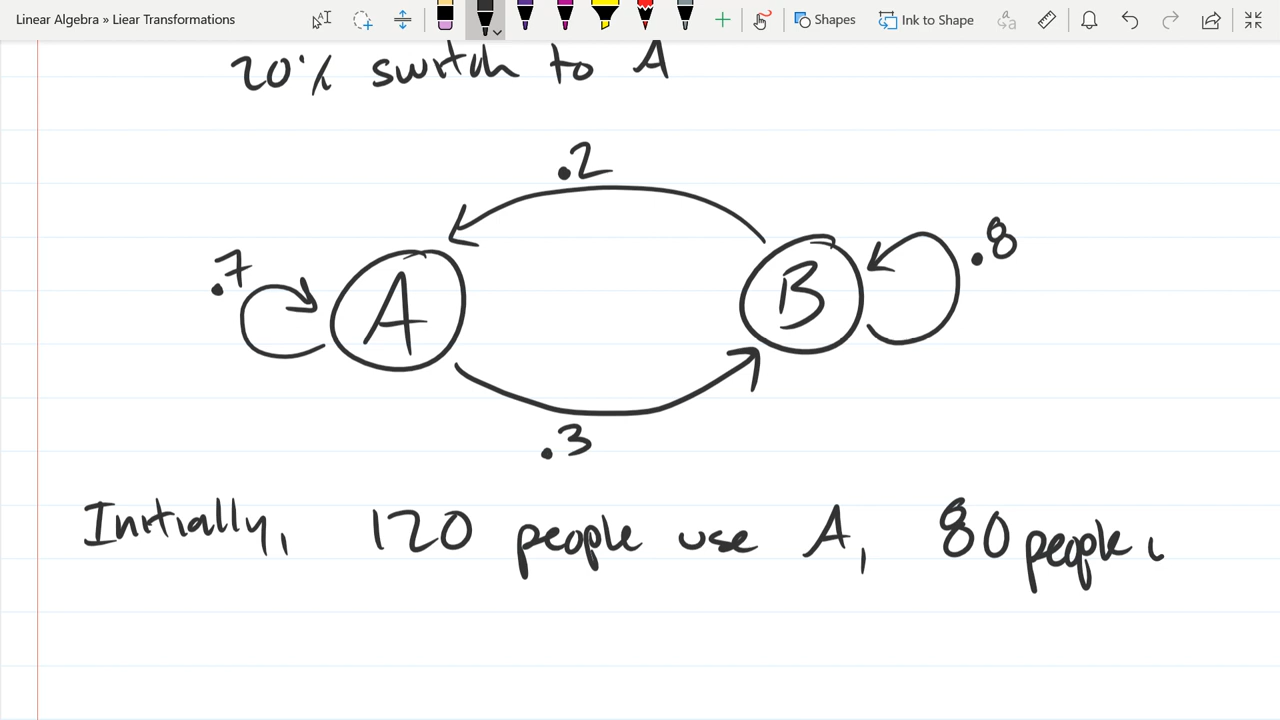 Linear Algebra » Liear Transformations
Shapes
Ink to Shape
20% switch to A
.2
.7
.8
A
B
.3
Initially, 120 people use A, 80 people